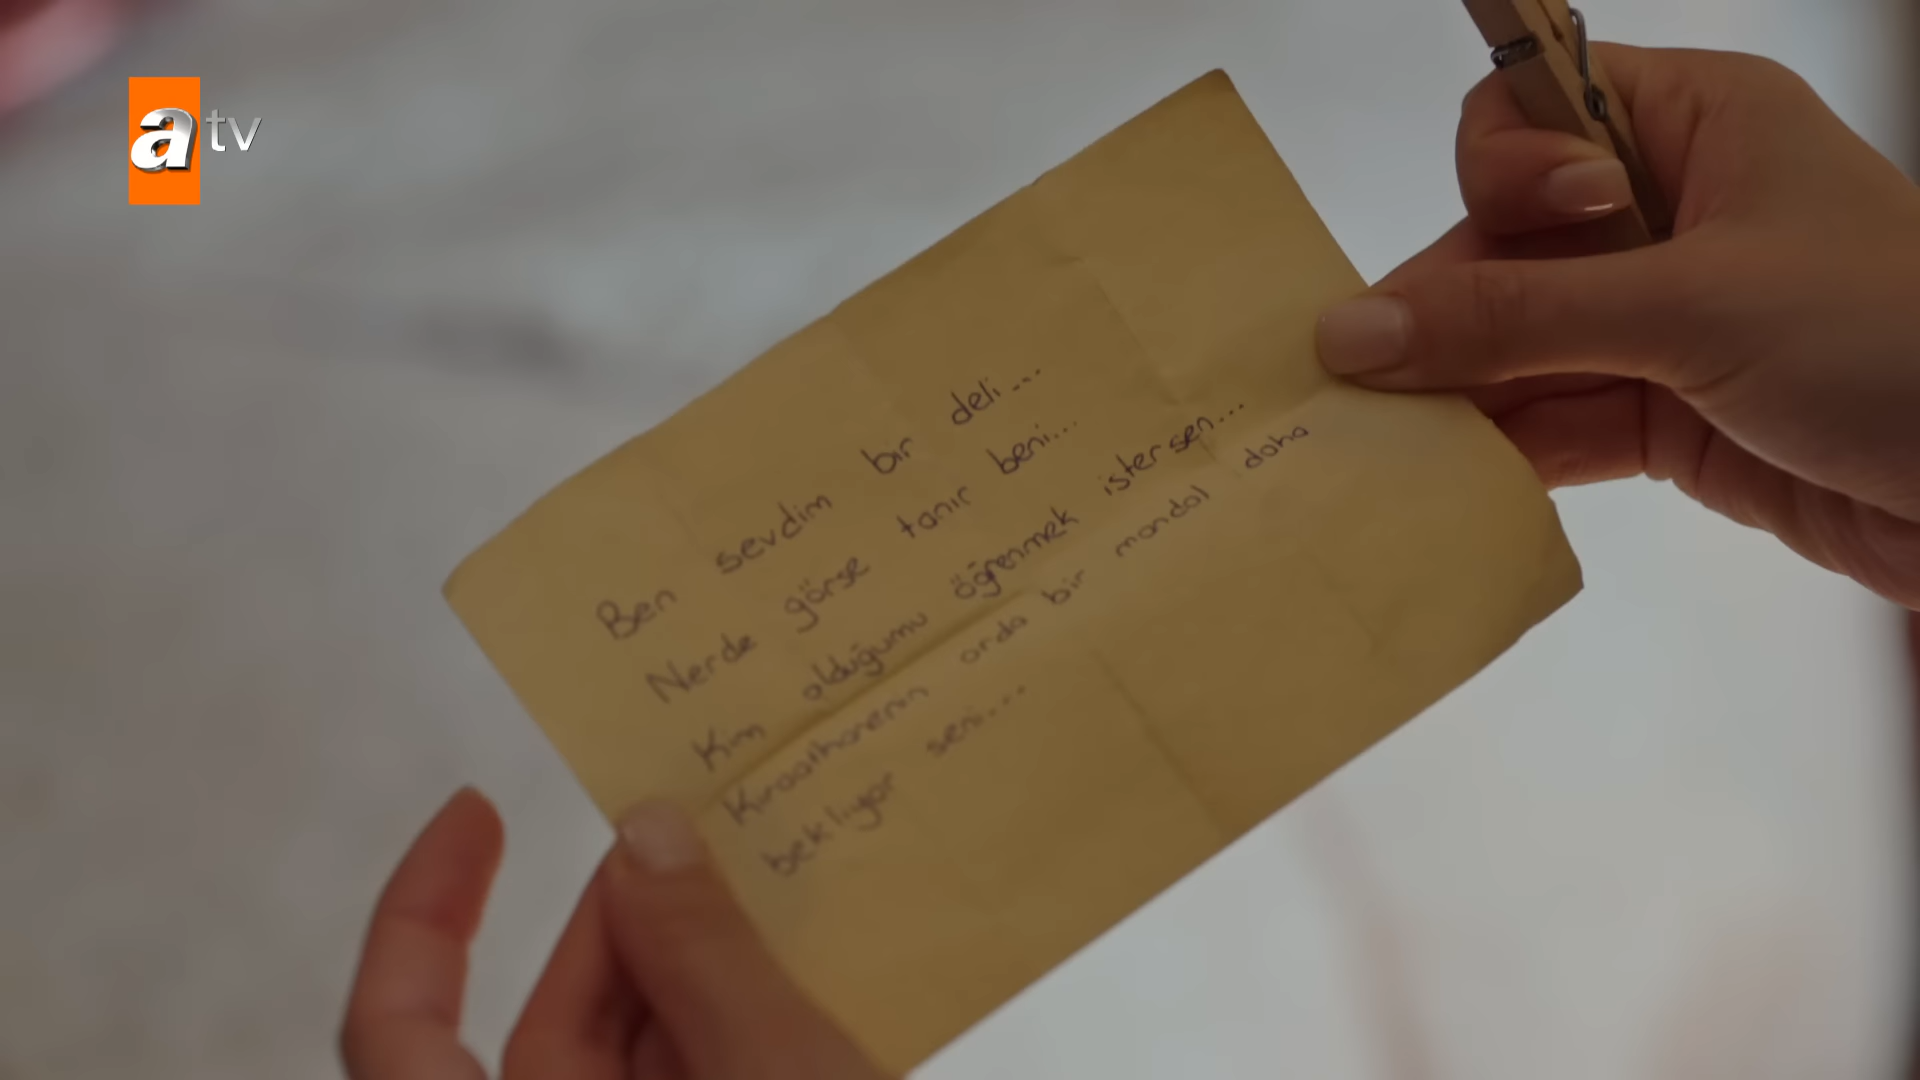 atv
Ben sevdim bir deli...
Nerde görse tanır beni...
Kim olduğumu öğrenmek istersen...
Kıraathanenin orda bir mandal daha
bekliyor seni....